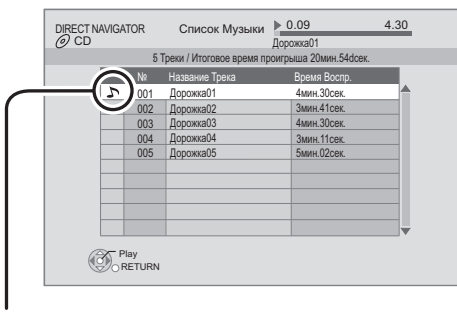 DIRECT NAVIGATOR Список Музыки 0.09 4.30
CD Дорожка01
5 Треки / Итоговое время проигрыша 20мин.54dсек.
№ Название Трека Время Воспр.
001 Дорожка01 4мин.30сек.
002 Дорожка02 3мин.41сек.
003 Дорожка03 4мин.30сек.
004 Дорожка04 3мин.11сек.
005 Дорожка05 5мин.02сек.
Play
RETURN